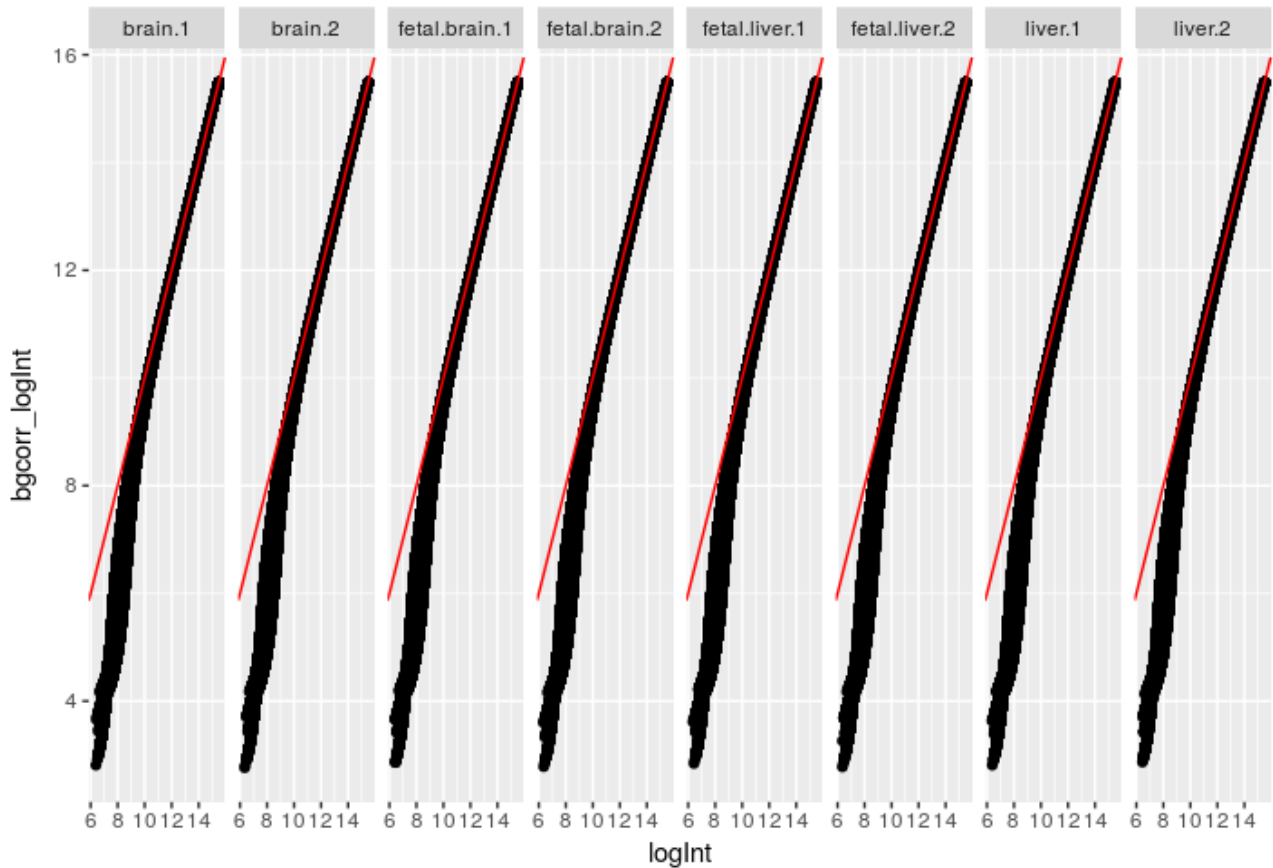 brain.1 brain.2 fetal.brain.1 fetal.brain.2 fetal.liver.1 fetal.liver.2 liver.1 liver.2
16
12
8
4
bgcorr_logInt
6 8 10 12 14 6 8 10 12 14 6 8 10 12 14 6 8 10 12 14 6 8 10 12 14 6 8 10 12 14 6 8 10 12 14 6 8 10 12 14
logInt